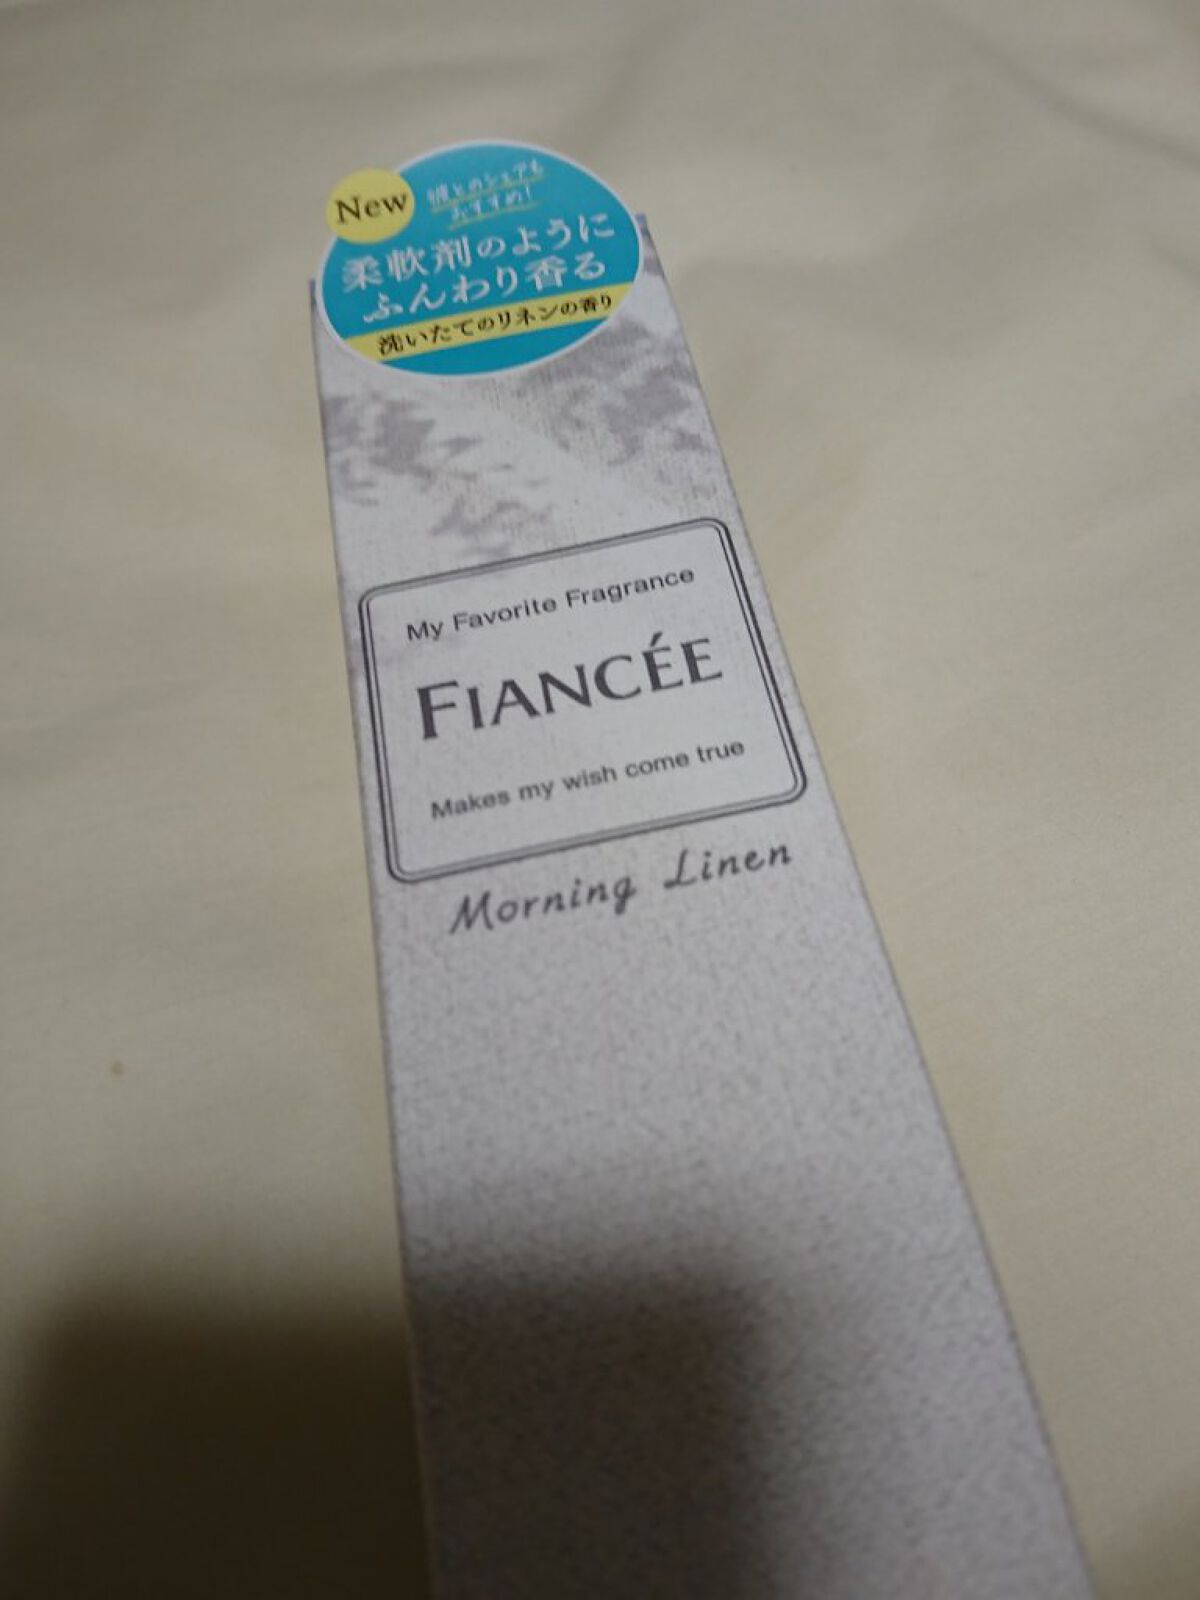 New
彼とのシェアも
おすすめ!
柔軟剤のように
ふんわり香る
洗いたてのリネンの香り
My Favorite Fragrance
FIANCÉE
Makes my wish come true
Morning Linen